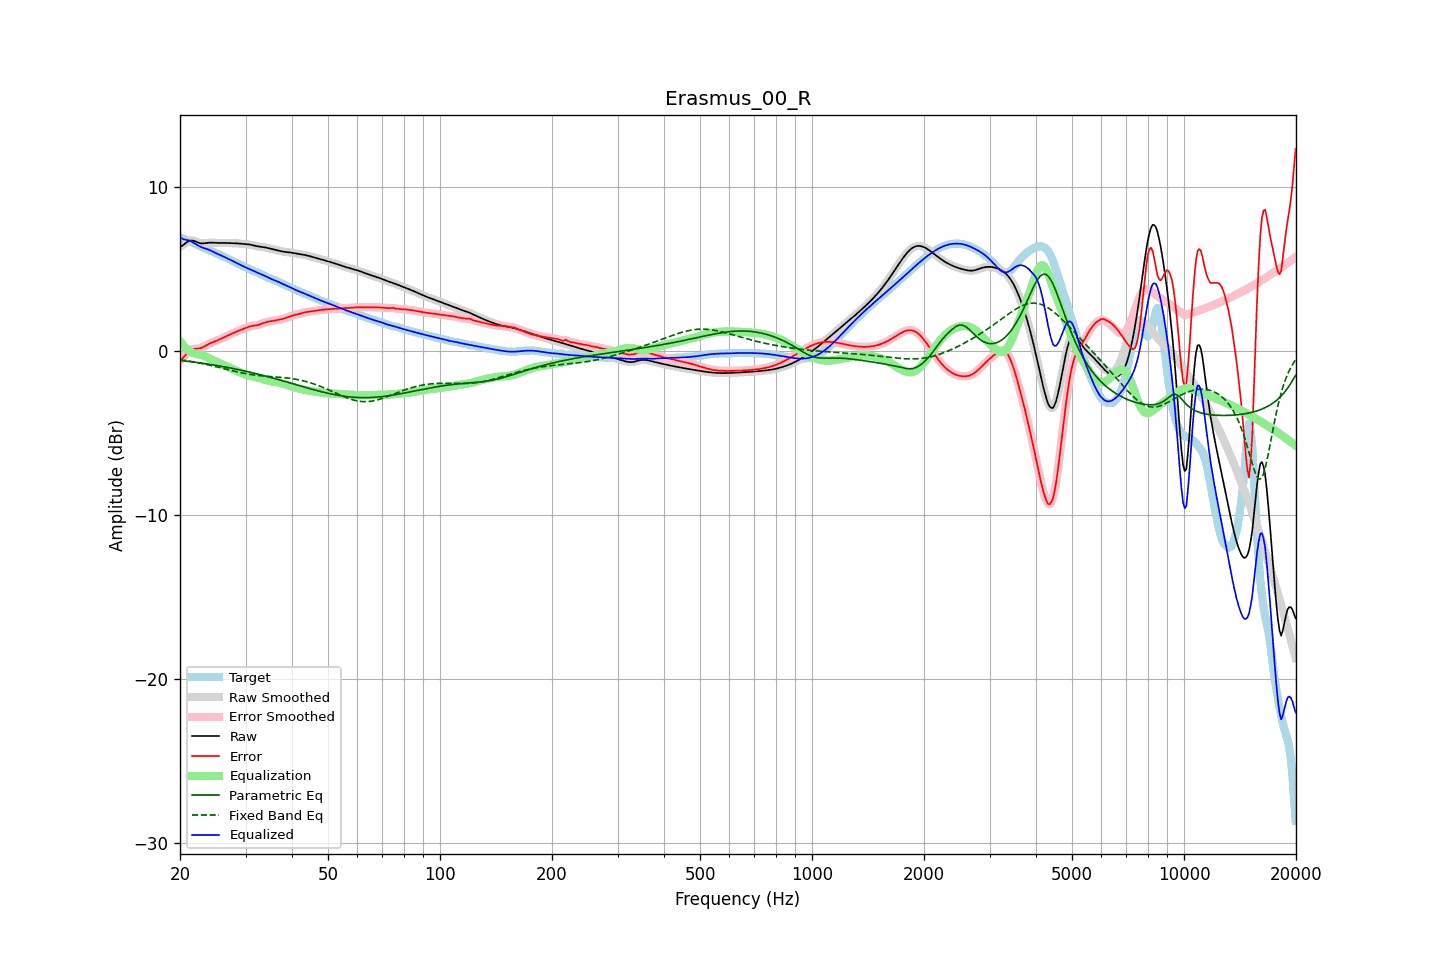 Erasmus_00_R
Amplitude (dBr)
10
0
−10
−20
−30
Target
Raw Smoothed
Error Smoothed
Raw
Error
Equalization
Parametric Eq
Fixed Band Eq
Equalized
20 50 100 200 500 1000 2000 5000 10000 20000
Frequency (Hz)